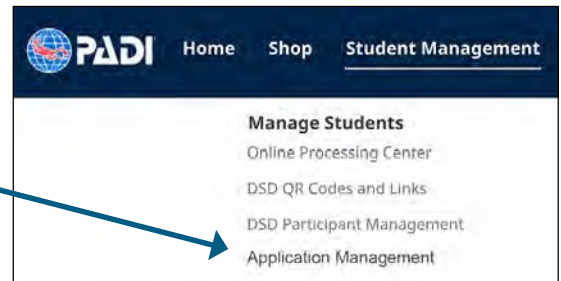 PADI Home Shop Student Management
Manage Students
Online Processing Center
DSD QR Codes and Links
DSD Participant Management
Application Management